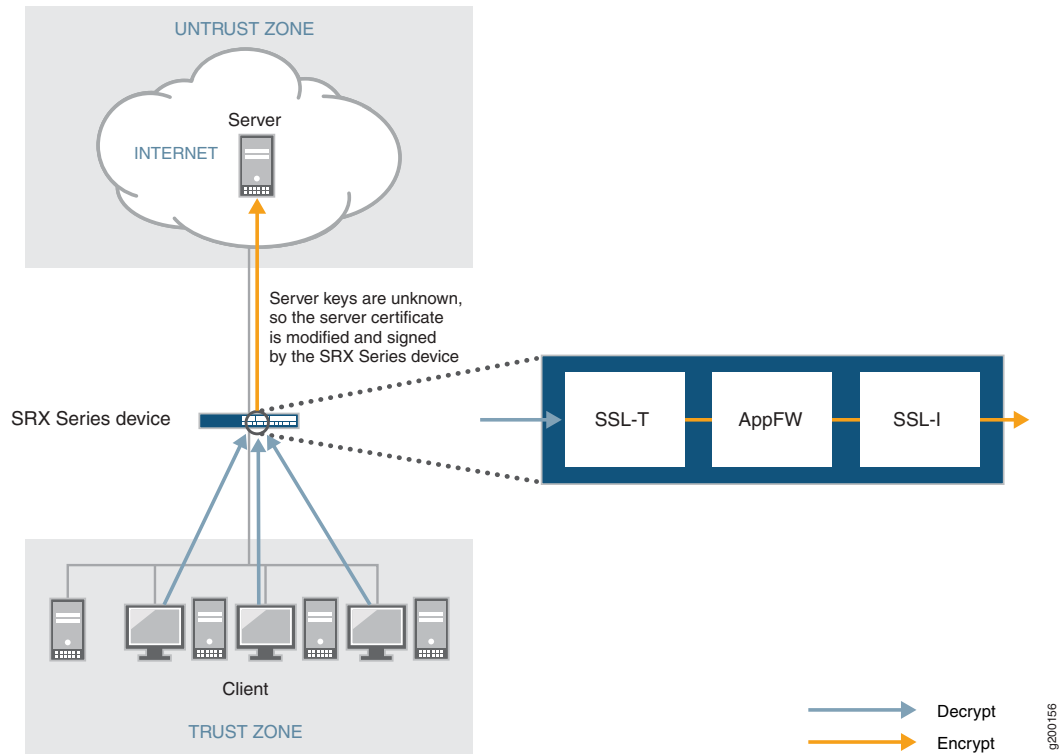 UNTRUST ZONE
Server
INTERNET
Server keys are unknown,
so the server certificate
is modified and signed
by the SRX Series device
SRX Series device
SSL-T
AppFW
SSL-I
Client
TRUST ZONE
Decrypt
Encrypt
g200156